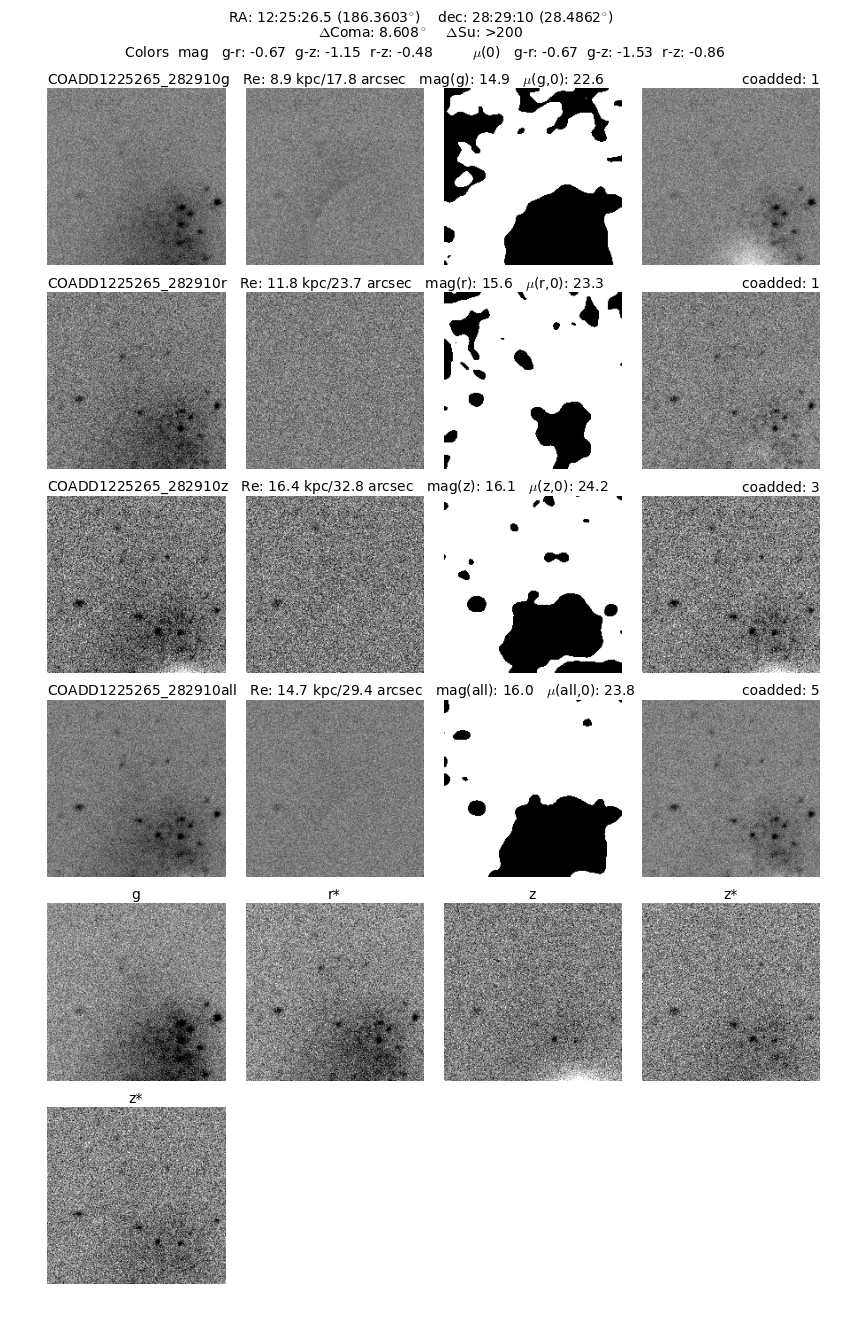 RA: 12:25:26.5 (186.3603°) dec: 28:29:10 (28.4862°)
ΔComa: 8.608° ΔSu: >200
Colors mag g-r: -0.67 g-z: -1.15 r-z: -0.48 μ(0) g-r: -0.67 g-z: -1.53 r-z: -0.86
COADD1225265_282910g Re: 8.9 kpc/17.8 arcsec mag(g): 14.9 μ(g,0): 22.6 coadded: 1
COADD1225265_282910r Re: 11.8 kpc/23.7 arcsec mag(r): 15.6 μ(r,0): 23.3 coadded: 1
COADD1225265_282910z Re: 16.4 kpc/32.8 arcsec mag(z): 16.1 μ(z,0): 24.2 coadded: 3
COADD1225265_282910all Re: 14.7 kpc/29.4 arcsec mag(all): 16.0 μ(all,0): 23.8 coadded: 5
g r* z z*
z*